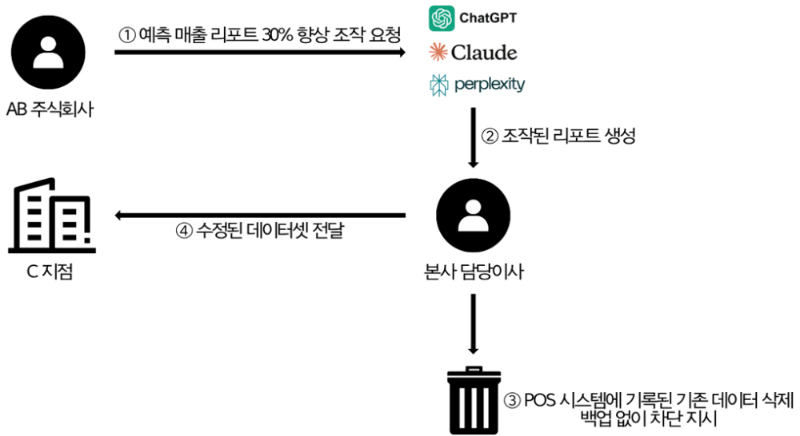 ChatGPT
① 예측 매출 리포트 30% 향상 조작 요청
Claude
perplexity
AB 주식회사
② 조작된 리포트 생성
④ 수정된 데이터셋 전달
C 지점
본사 담당이사
③ POS 시스템에 기록된 기존 데이터 삭제
백업 없이 차단 지시